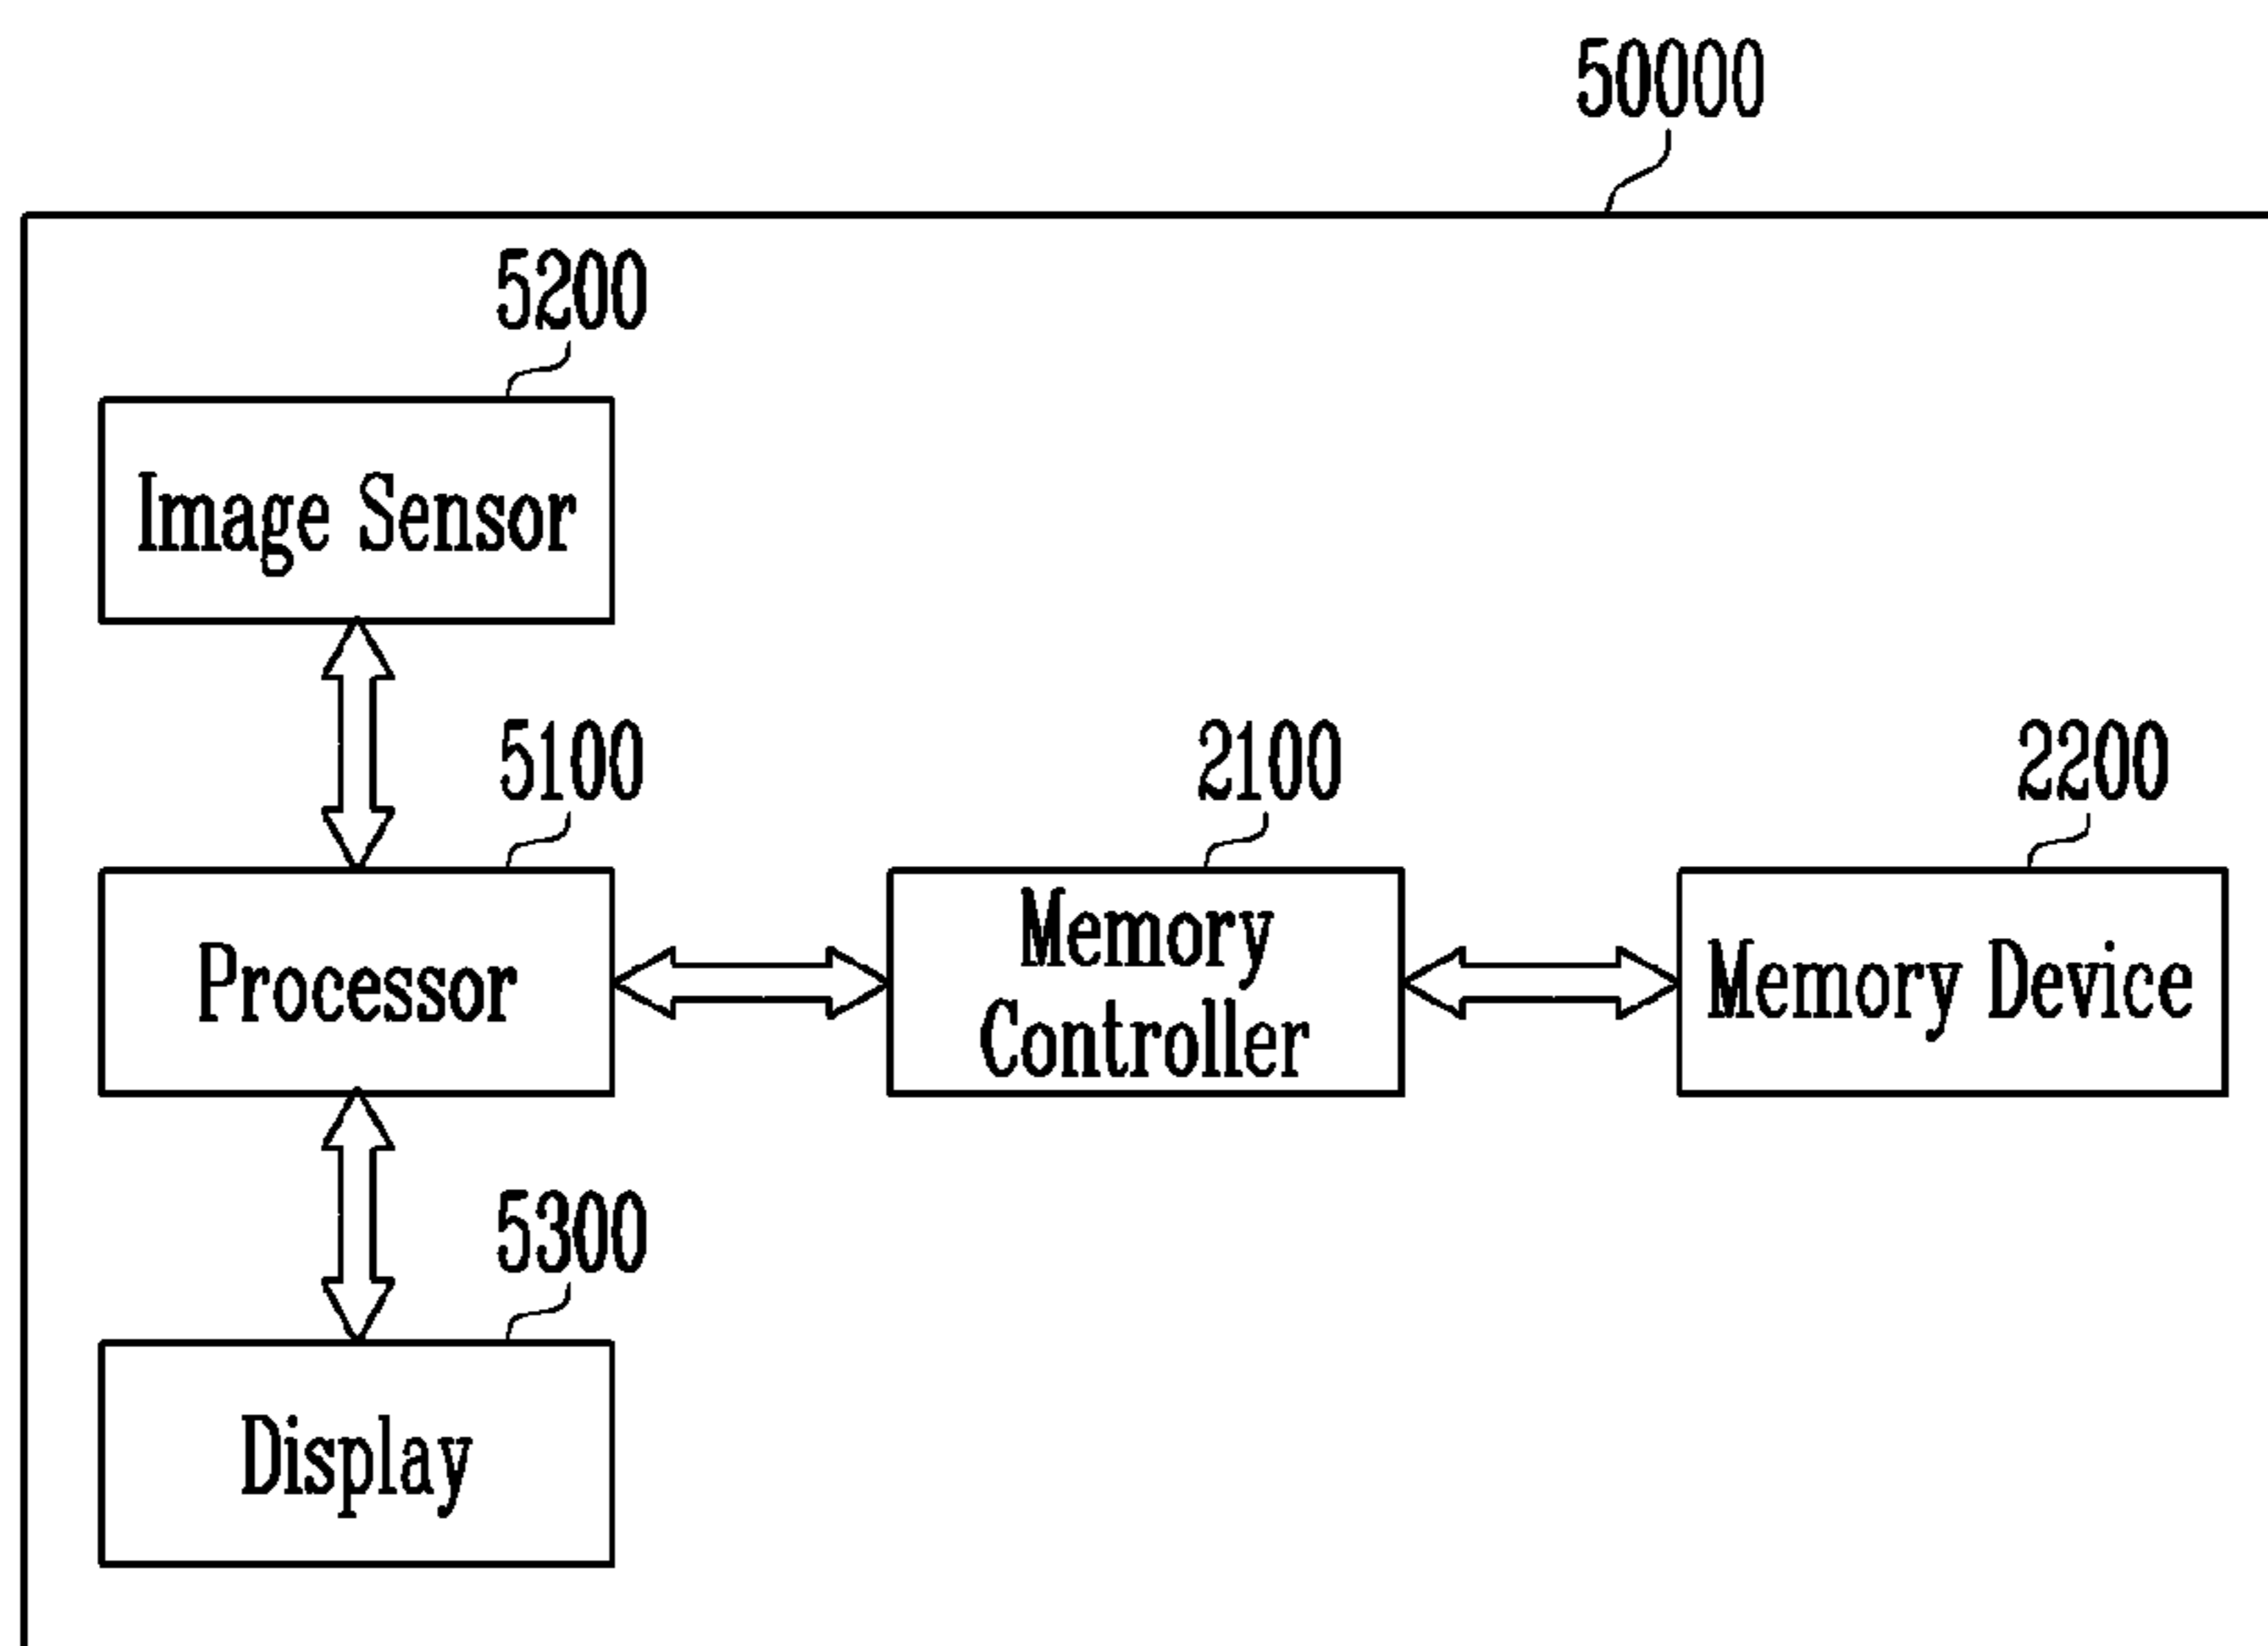 50000
5200
Image Sensor
5100
2100
2200
Processor
Memory
Controller
Memory Device
5300
Display